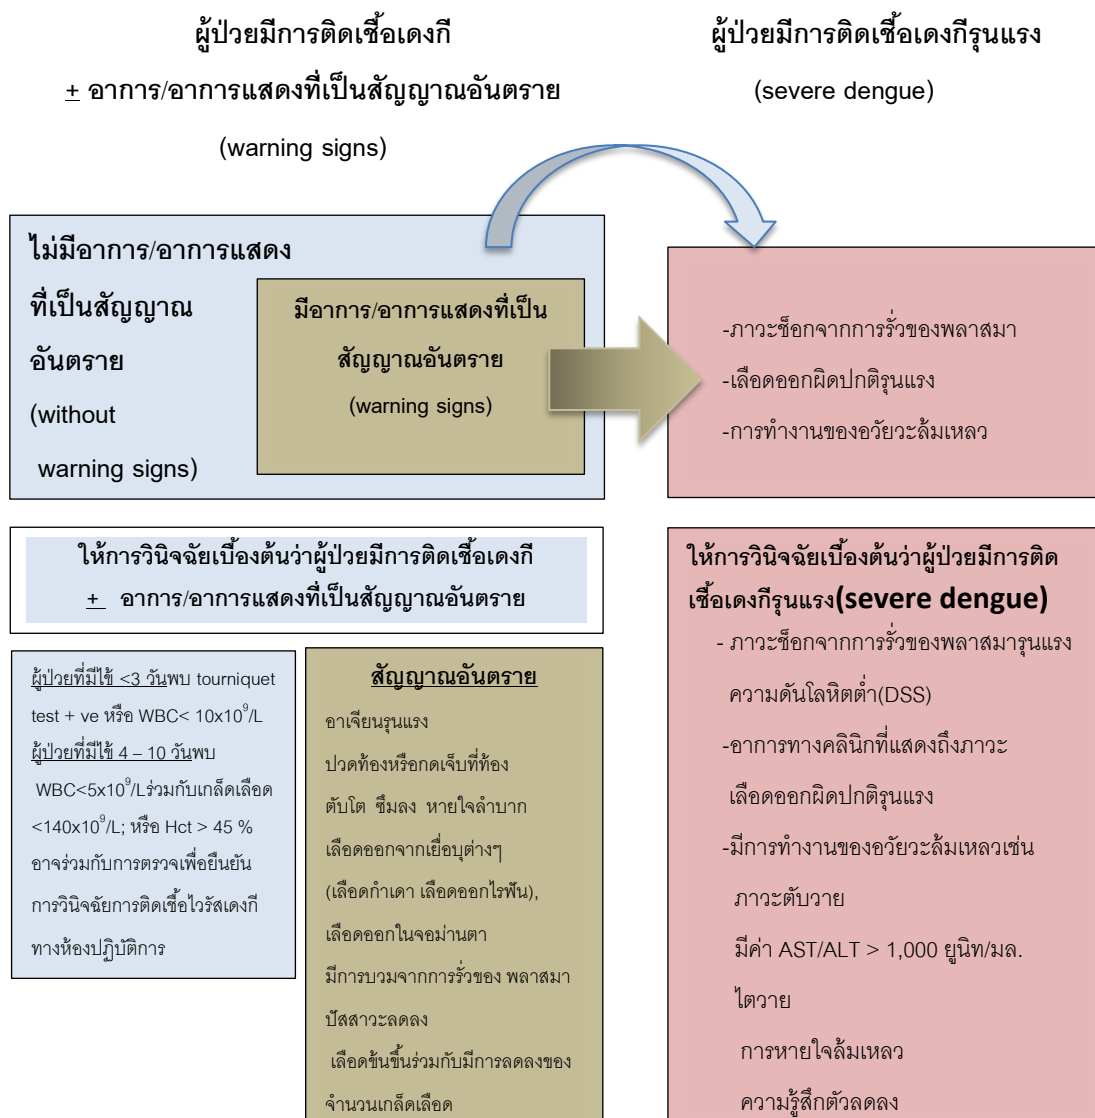 ผู้ป่วยมีการติดเชื้อเดงกี
+ อาการ/อาการแสดงที่เป็นสัญญาณอันตราย
(warning signs)
ผู้ป่วยมีการติดเชื้อเดงกีรุนแรง
(severe dengue)
ไม่มีอาการ/อาการแสดง
ที่เป็นสัญญาณ
อันตราย
(without
warning signs)
มีอาการ/อาการแสดงที่เป็น
สัญญาณอันตราย
(warning signs)
-ภาวะช็อกจากการรั่วของพลาสมา
-เลือดออกผิดปกติรุนแรง
-การทำงานของอวัยวะล้มเหลว
ให้การวินิจฉัยเบื้องต้นว่าผู้ป่วยมีการติดเชื้อเดงกี
+ อาการ/อาการแสดงที่เป็นสัญญาณอันตราย
ผู้ป่วยที่มีไข้ <3 วันพบ tourniquet
test + ve หรือ WBC< 10x10⁹/L
ผู้ป่วยที่มีไข้ 4 – 10 วันพบ
WBC<5x10⁹/Lร่วมกับเกล็ดเลือด
<140x10⁹/L; หรือ Hct > 45 %
อาจร่วมกับการตรวจเพื่อยืนยัน
การวินิจฉัยการติดเชื้อไวรัสเดงกี
ทางห้องปฏิบัติการ
สัญญาณอันตราย
อาเจียนรุนแรง
ปวดท้องหรือกดเจ็บที่ท้อง
ตับโต ซึมลง หายใจลำบาก
เลือดออกจากเยื่อบุต่างๆ
(เลือดกำเดา เลือดออกไรฟัน),
เลือดออกในจอม่านตา
มีการบวมจากการรั่วของ พลาสมา
ปัสสาวะลดลง
เลือดข้นขึ้นร่วมกับมีการลดลงของ
จำนวนเกล็ดเลือด
ให้การวินิจฉัยเบื้องต้นว่าผู้ป่วยมีการติด
เชื้อเดงกีรุนแรง(severe dengue)
- ภาวะช็อกจากการรั่วของพลาสมารุนแรง
ความดันโลหิตต่ำ(DSS)
-อาการทางคลินิกที่แสดงถึงภาวะ
เลือดออกผิดปกติรุนแรง
-มีการทำงานของอวัยวะล้มเหลวเช่น
ภาวะตับวาย
มีค่า AST/ALT > 1,000 ยูนิท/มล.
ไตวาย
การหายใจล้มเหลว
ความรู้สึกตัวลดลง